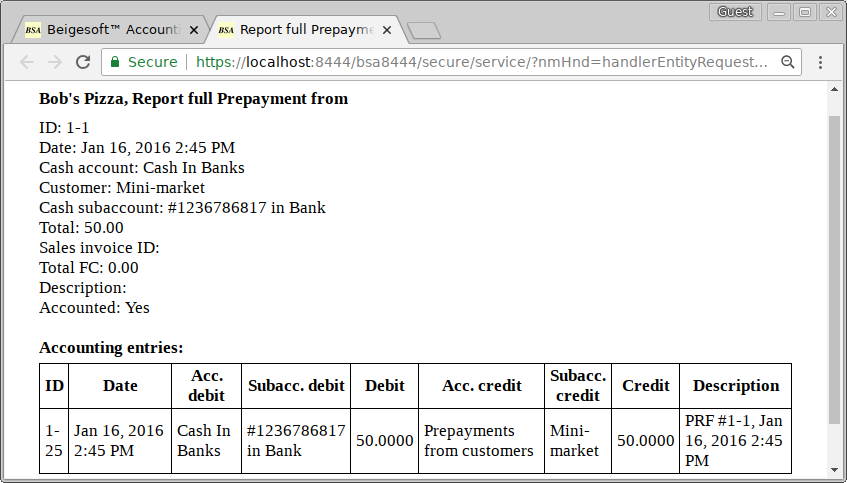 Guest
BSA Beigesoft™ Account
BSA Report full Prepayme
Secure https://localhost:8444/bsa8444/secure/service/?nmHnd=handlerEntityRequest...
Bob's Pizza, Report full Prepayment from
ID: 1-1
Date: Jan 16, 2016 2:45 PM
Cash account: Cash In Banks
Customer: Mini-market
Cash subaccount: #1236786817 in Bank
Total: 50.00
Sales invoice ID:
Total FC: 0.00
Description:
Accounted: Yes
Accounting entries:
ID Date Acc. debit Subacc. debit Debit Acc. credit Subacc. credit Credit Description
1-25 Jan 16, 2016 2:45 PM Cash In Banks #1236786817 in Bank 50.0000 Prepayments from customers Mini-market 50.0000 PRF #1-1, Jan 16, 2016 2:45 PM